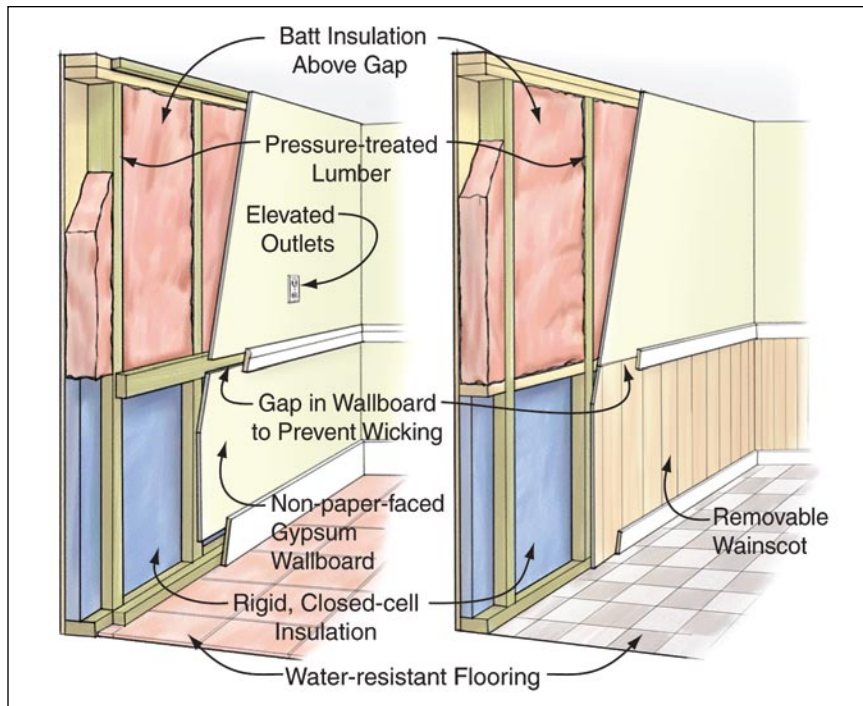 Batt Insulation
Above Gap
Pressure-treated
Lumber
Elevated
Outlets
Gap in Wallboard
to Prevent Wicking
Non-paper-faced
Gypsum
Wallboard
Removable
Wainscot
Rigid, Closed-cell
Insulation
Water-resistant Flooring